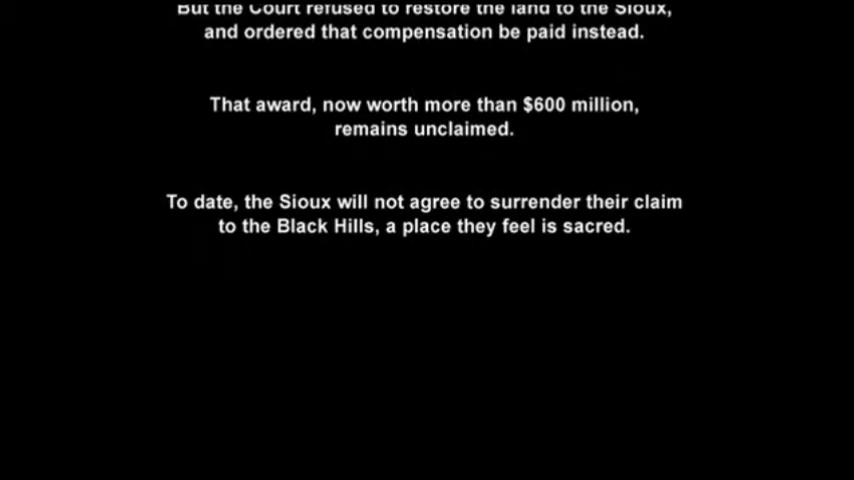 But the Court refused to restore the land to the Sioux,
and ordered that compensation be paid instead.
That award, now worth more than $600 million,
remains unclaimed.
To date, the Sioux will not agree to surrender their claim
to the Black Hills, a place they feel is sacred.